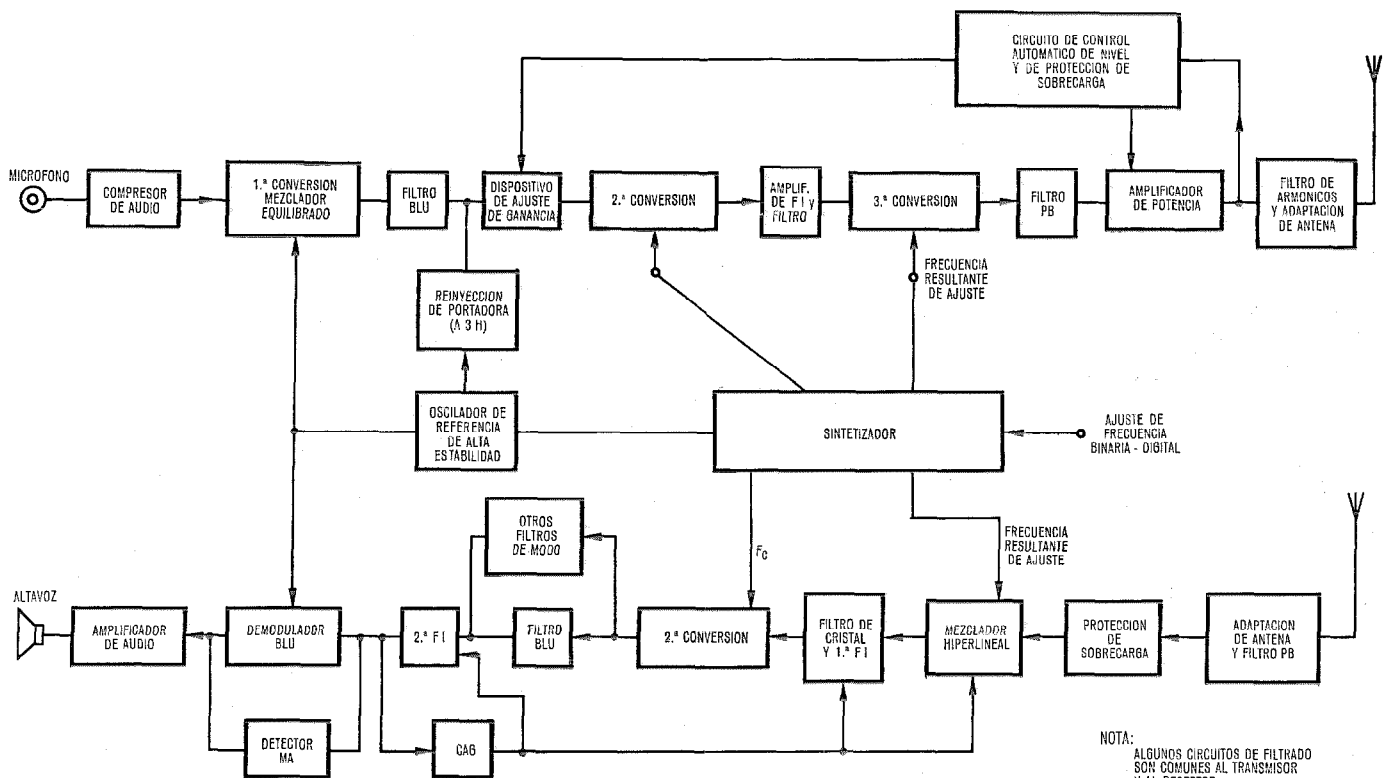 CIRCUITO DE CONTROL
AUTOMATICO DE NIVEL
Y DE PROTECCION DE
SOBRECARGA
MICROFONO
COMPRESOR
DE AUDIO
1.ª CONVERSION
MEZCLADOR
EQUILIBRADO
FILTRO
BLU
DISPOSITIVO
DE AJUSTE
DE GANANCIA
2.ª CONVERSION
AMPLIF.
DE FI y
FILTRO
3.ª CONVERSION
FILTRO
PB
AMPLIFICADOR
DE POTENCIA
FILTRO DE
ARMONICOS
Y ADAPTACION
DE ANTENA
REINYECCION
DE PORTADORA
(A 3 H)
FRECUENCIA
RESULTANTE
DE AJUSTE
OSCILADOR DE
REFERENCIA
DE ALTA
ESTABILIDAD
SINTETIZADOR
AJUSTE DE
FRECUENCIA
BINARIA - DIGITAL
OTROS
FILTROS
DE MODO
Fc
FRECUENCIA
RESULTANTE
DE AJUSTE
ALTAVOZ
AMPLIFICADOR
DE AUDIO
DEMODULADOR
BLU
2.ª FI
FILTRO
BLU
2.ª CONVERSION
FILTRO DE
CRISTAL
Y 1.ª FI
MEZCLADOR
HIPERLINEAL
PROTECCION
DE
SOBRECARGA
ADAPTACION
DE ANTENA
Y FILTRO PB
DETECTOR
MA
CAG
NOTA:
ALGUNOS CIRCUITOS DE FILTRADO
SON COMUNES AL TRANSMISOR